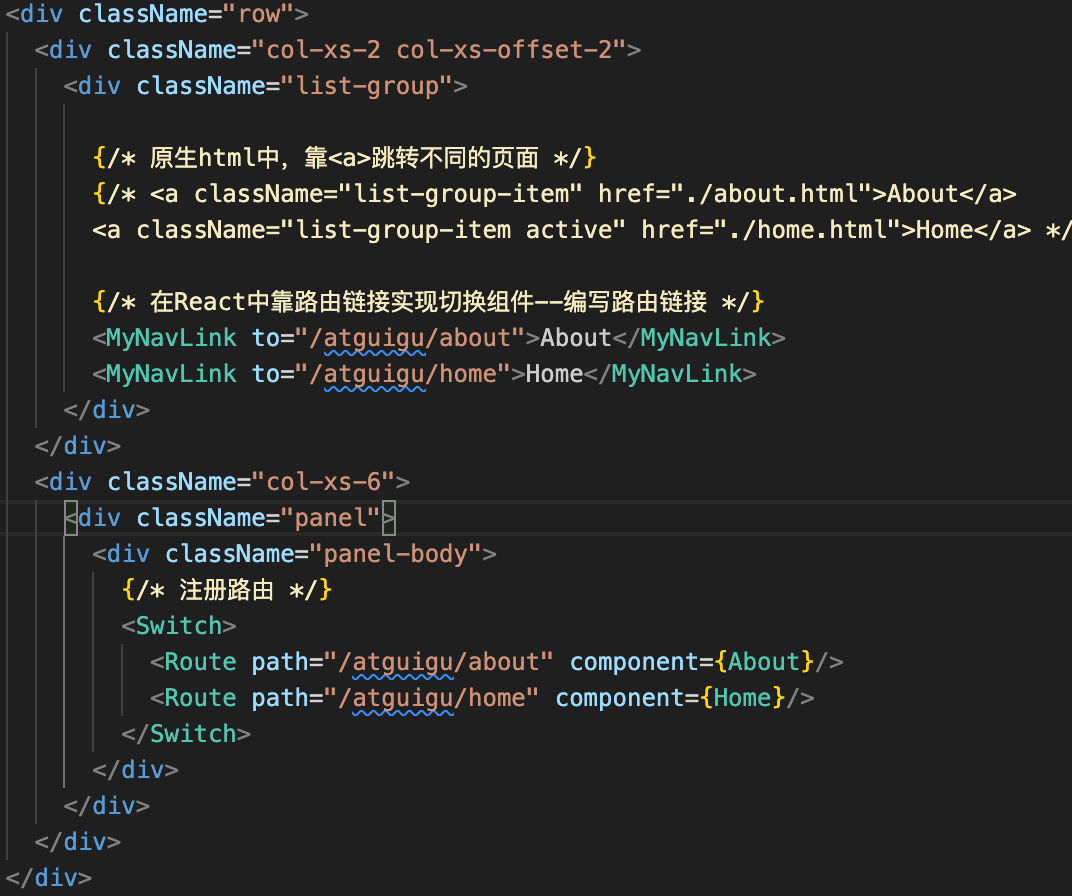 <div className="row">
<div className="col-xs-2 col-xs-offset-2">
<div className="list-group">
{/* 原生html中，靠<a>跳转不同的页面 */}
{/* <a className="list-group-item" href="./about.html">About</a>
<a className="list-group-item active" href="./home.html">Home</a> */
{/* 在React中靠路由链接实现切换组件--编写路由链接 */}
<MyNavLink to="/atguigu/about">About</MyNavLink>
<MyNavLink to="/atguigu/home">Home</MyNavLink>
</div>
</div>
<div className="col-xs-6">
<div className="panel">
<div className="panel-body">
{/* 注册路由 */}
<Switch>
<Route path="/atguigu/about" component={About}/>
<Route path="/atguigu/home" component={Home}/>
</Switch>
</div>
</div>
</div>
</div>